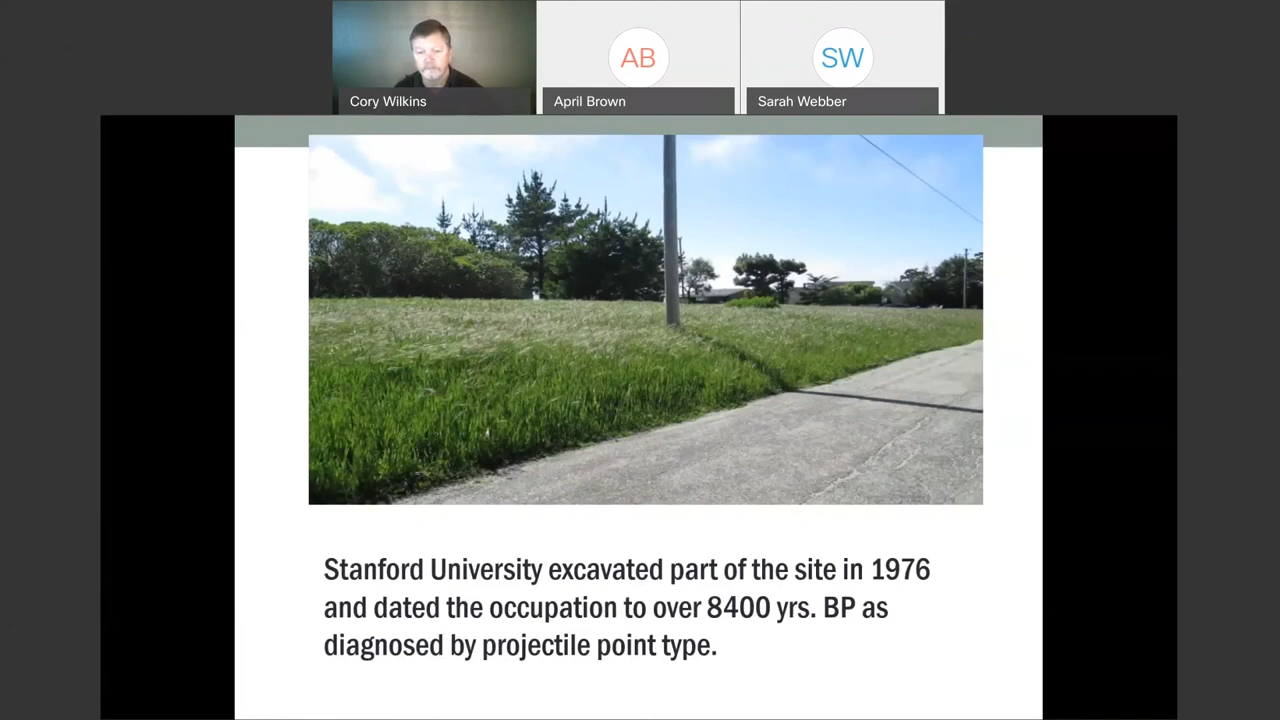 Cory Wilkins
AB
April Brown
SW
Sarah Webber
Stanford University excavated part of the site in 1976
and dated the occupation to over 8400 yrs. BP as
diagnosed by projectile point type.